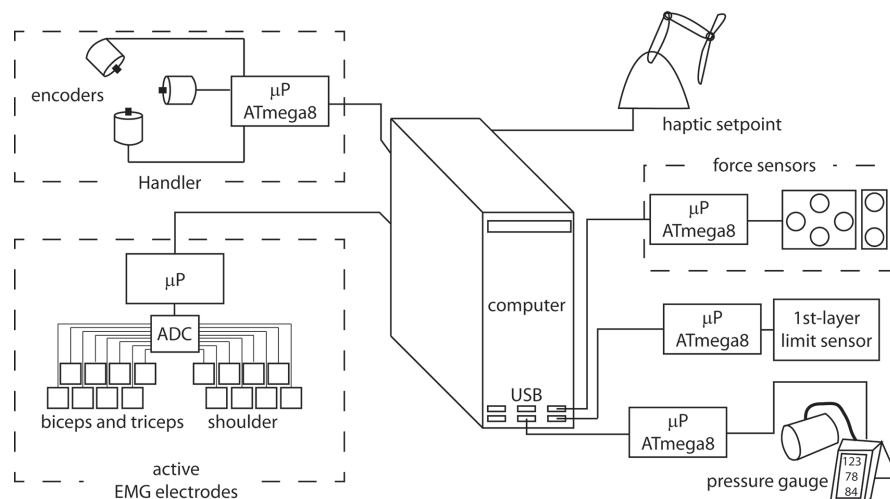 encoders
μP
ATmega8
Handler
haptic setpoint
force sensors
μP
ATmega8
μP
ADC
biceps and triceps
shoulder
active
EMG electrodes
computer
USB
μP
ATmega8
1st-layer
limit sensor
μP
ATmega8
pressure gauge
123
78
84